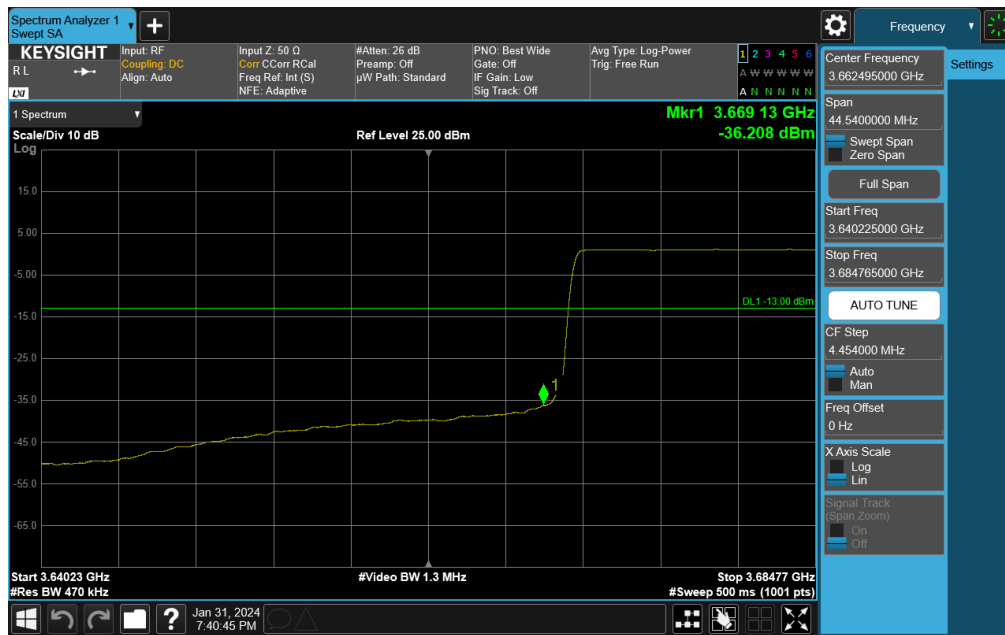 Spectrum Analyzer 1
Swept SA
+
KEYSIGHT
R L
LXI
Input: RF
Coupling: DC
Align: Auto
Input Z: 50 Ω
Corr CCorr RCal
Freq Ref: Int (S)
NFE: Adaptive
#Atten: 26 dB
Preamp: Off
µW Path: Standard
PNO: Best Wide
Gate: Off
IF Gain: Low
Sig Track: Off
Avg Type: Log-Power
Trig: Free Run
1 2 3 4 5 6
A W W W W W
A N N N N N
1 Spectrum
Scale/Div 10 dB
Log
Ref Level 25.00 dBm
Mkr1 3.669 13 GHz
-36.208 dBm
15.0
5.00
-5.00
-15.0
-25.0
-35.0
-45.0
-55.0
-65.0
DL1 -13.00 dBm
1
Start 3.64023 GHz
#Res BW 470 kHz
#Video BW 1.3 MHz
Stop 3.68477 GHz
#Sweep 500 ms (1001 pts)
?
Jan 31, 2024
7:40:45 PM
Frequency
Settings
Center Frequency
3.662495000 GHz
Span
44.5400000 MHz
Swept Span
Zero Span
Full Span
Start Freq
3.640225000 GHz
Stop Freq
3.684765000 GHz
AUTO TUNE
CF Step
4.454000 MHz
Auto
Man
Freq Offset
0 Hz
X Axis Scale
Log
Lin
Signal Track
(Span Zoom)
On
Off